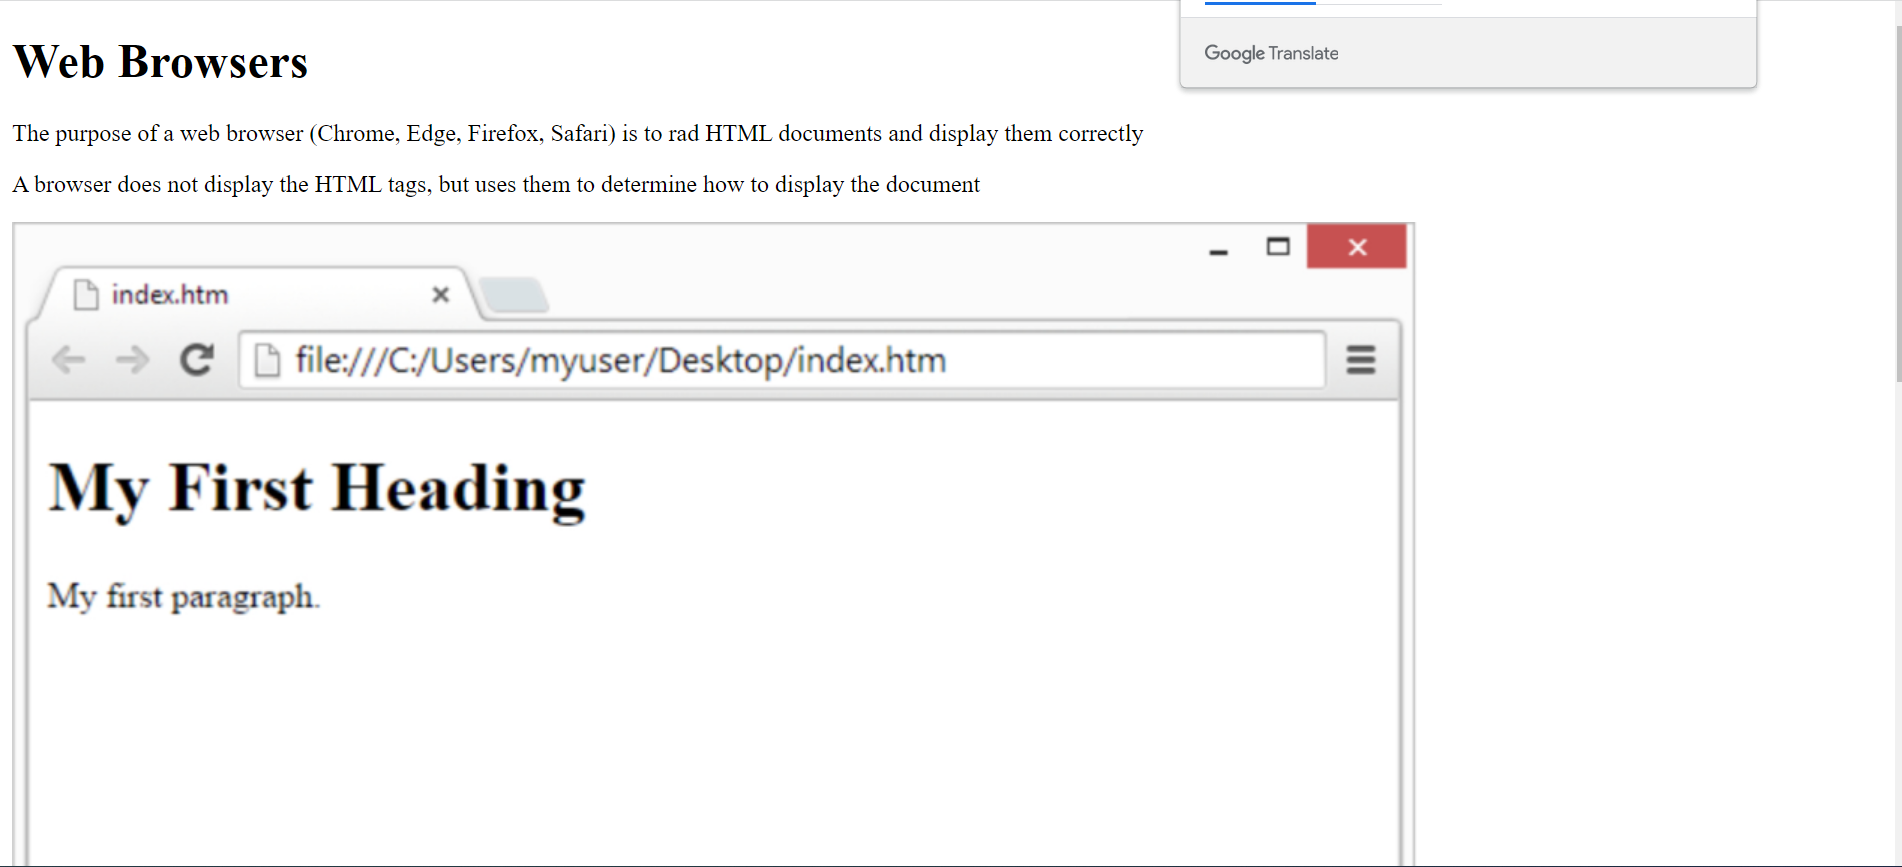 Google Translate
Web Browsers
The purpose of a web browser (Chrome, Edge, Firefox, Safari) is to rad HTML documents and display them correctly
A browser does not display the HTML tags, but uses them to determine how to display the document
index.htm
file:///C:/Users/myuser/Desktop/index.htm
My First Heading
My first paragraph.